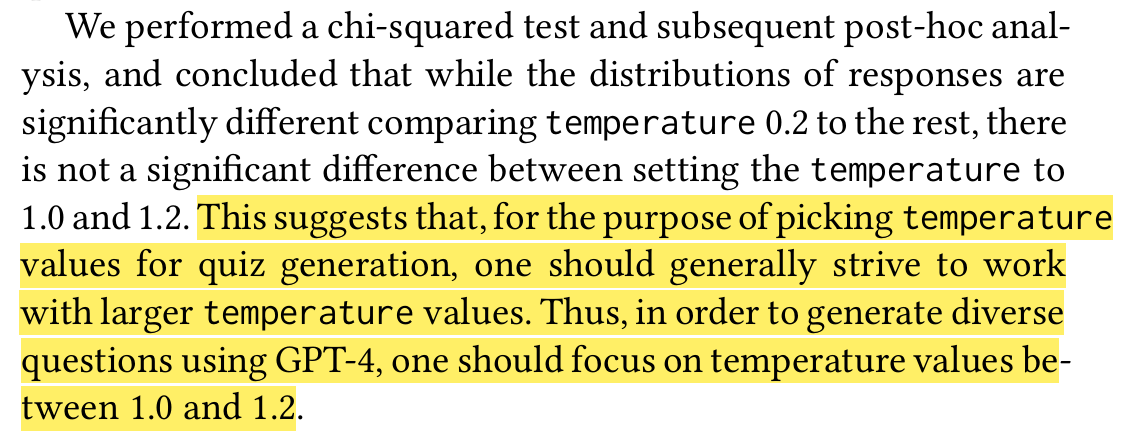 We performed a chi-squared test and subsequent post-hoc anal-
ysis, and concluded that while the distributions of responses are
significantly different comparing temperature 0.2 to the rest, there
is not a significant difference between setting the temperature to
1.0 and 1.2. This suggests that, for the purpose of picking temperature
values for quiz generation, one should generally strive to work
with larger temperature values. Thus, in order to generate diverse
questions using GPT-4, one should focus on temperature values be-
tween 1.0 and 1.2.